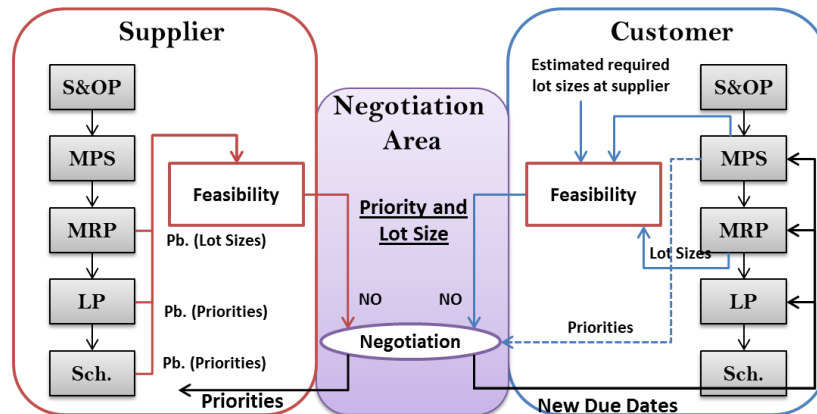 Supplier
S&OP
MPS
MRP
LP
Sch.
Feasibility
Pb. (Lot Sizes)
Pb. (Priorities)
Pb. (Priorities)
Priorities
Negotiation
Area
Priority and
Lot Size
NO
NO
Negotiation
Customer
Estimated required
lot sizes at supplier
Feasibility
Lot Sizes
Priorities
New Due Dates
S&OP
MPS
MRP
LP
Sch.